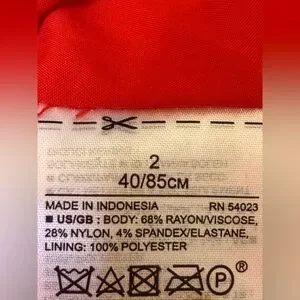 2
40/85CM
MADE IN INDONESIA RN 54023
■ US/GB : BODY: 68% RAYON/VISCOSE,
28% NYLON, 4% SPANDEX/ELASTANE,
LINING: 100% POLYESTER
P ®